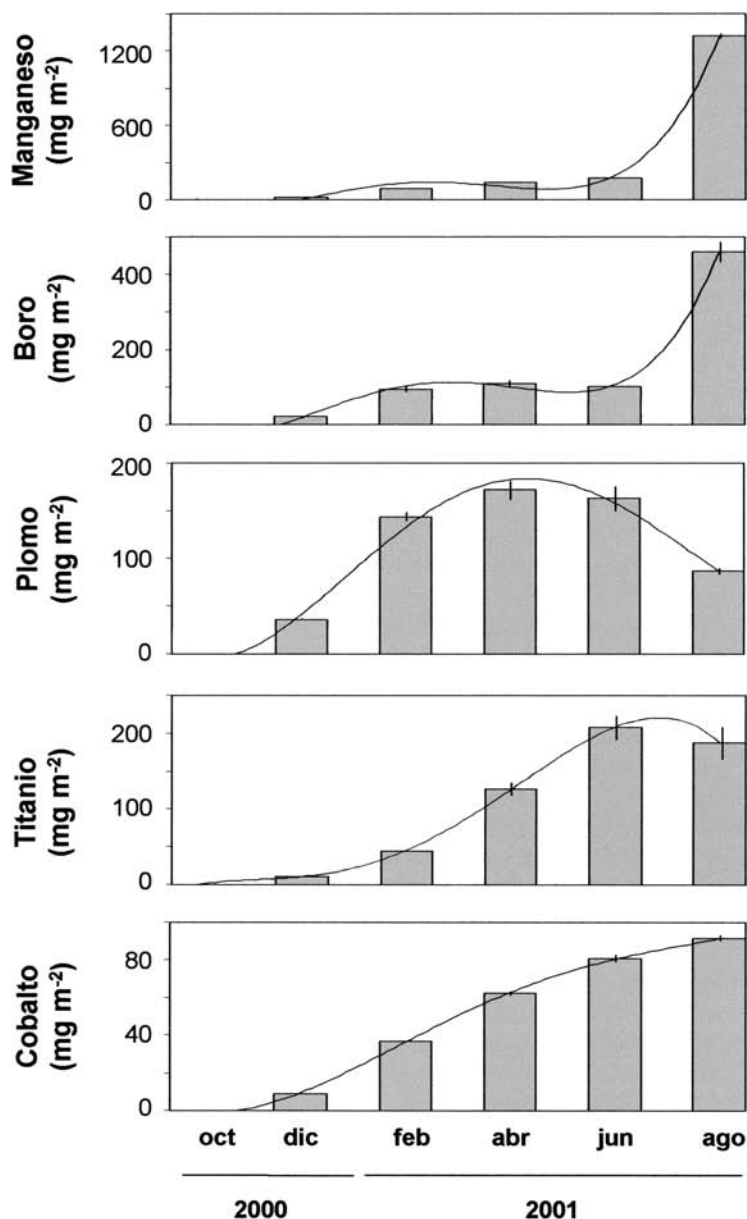 Manganeso
(mg m⁻²)
1200
600
0
Boro
(mg m⁻²)
400
200
0
Plomo
(mg m⁻²)
200
100
0
Titanio
(mg m⁻²)
200
100
0
Cobalto
(mg m⁻²)
80
40
0
oct dic feb abr jun ago
2000 2001